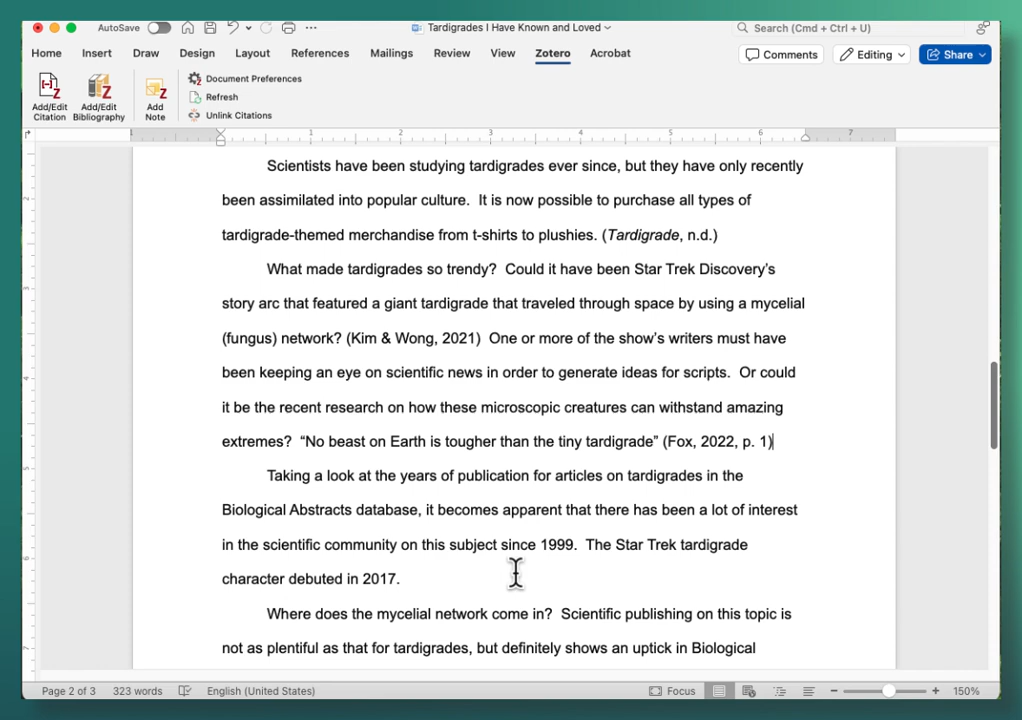 AutoSave
Tardigrades I Have Known and Loved
Search (Cmd + Ctrl + U)
Home Insert Draw Design Layout References Mailings Review View Zotero Acrobat
Comments Editing Share
Add/Edit Citation
Add/Edit Bibliography
Add Note
Document Preferences
Refresh
Unlink Citations
1 1 2 3 4 5 6 7
Scientists have been studying tardigrades ever since, but they have only recently
been assimilated into popular culture.  It is now possible to purchase all types of
tardigrade-themed merchandise from t-shirts to plushies. (Tardigrade, n.d.)
What made tardigrades so trendy?  Could it have been Star Trek Discovery’s
story arc that featured a giant tardigrade that traveled through space by using a mycelial
(fungus) network? (Kim & Wong, 2021)  One or more of the show’s writers must have
been keeping an eye on scientific news in order to generate ideas for scripts.  Or could
it be the recent research on how these microscopic creatures can withstand amazing
extremes?  “No beast on Earth is tougher than the tiny tardigrade” (Fox, 2022, p. 1)
Taking a look at the years of publication for articles on tardigrades in the
Biological Abstracts database, it becomes apparent that there has been a lot of interest
in the scientific community on this subject since 1999.  The Star Trek tardigrade
character debuted in 2017.
Where does the mycelial network come in?  Scientific publishing on this topic is
not as plentiful as that for tardigrades, but definitely shows an uptick in Biological
Page 2 of 3 323 words English (United States) Focus 150%